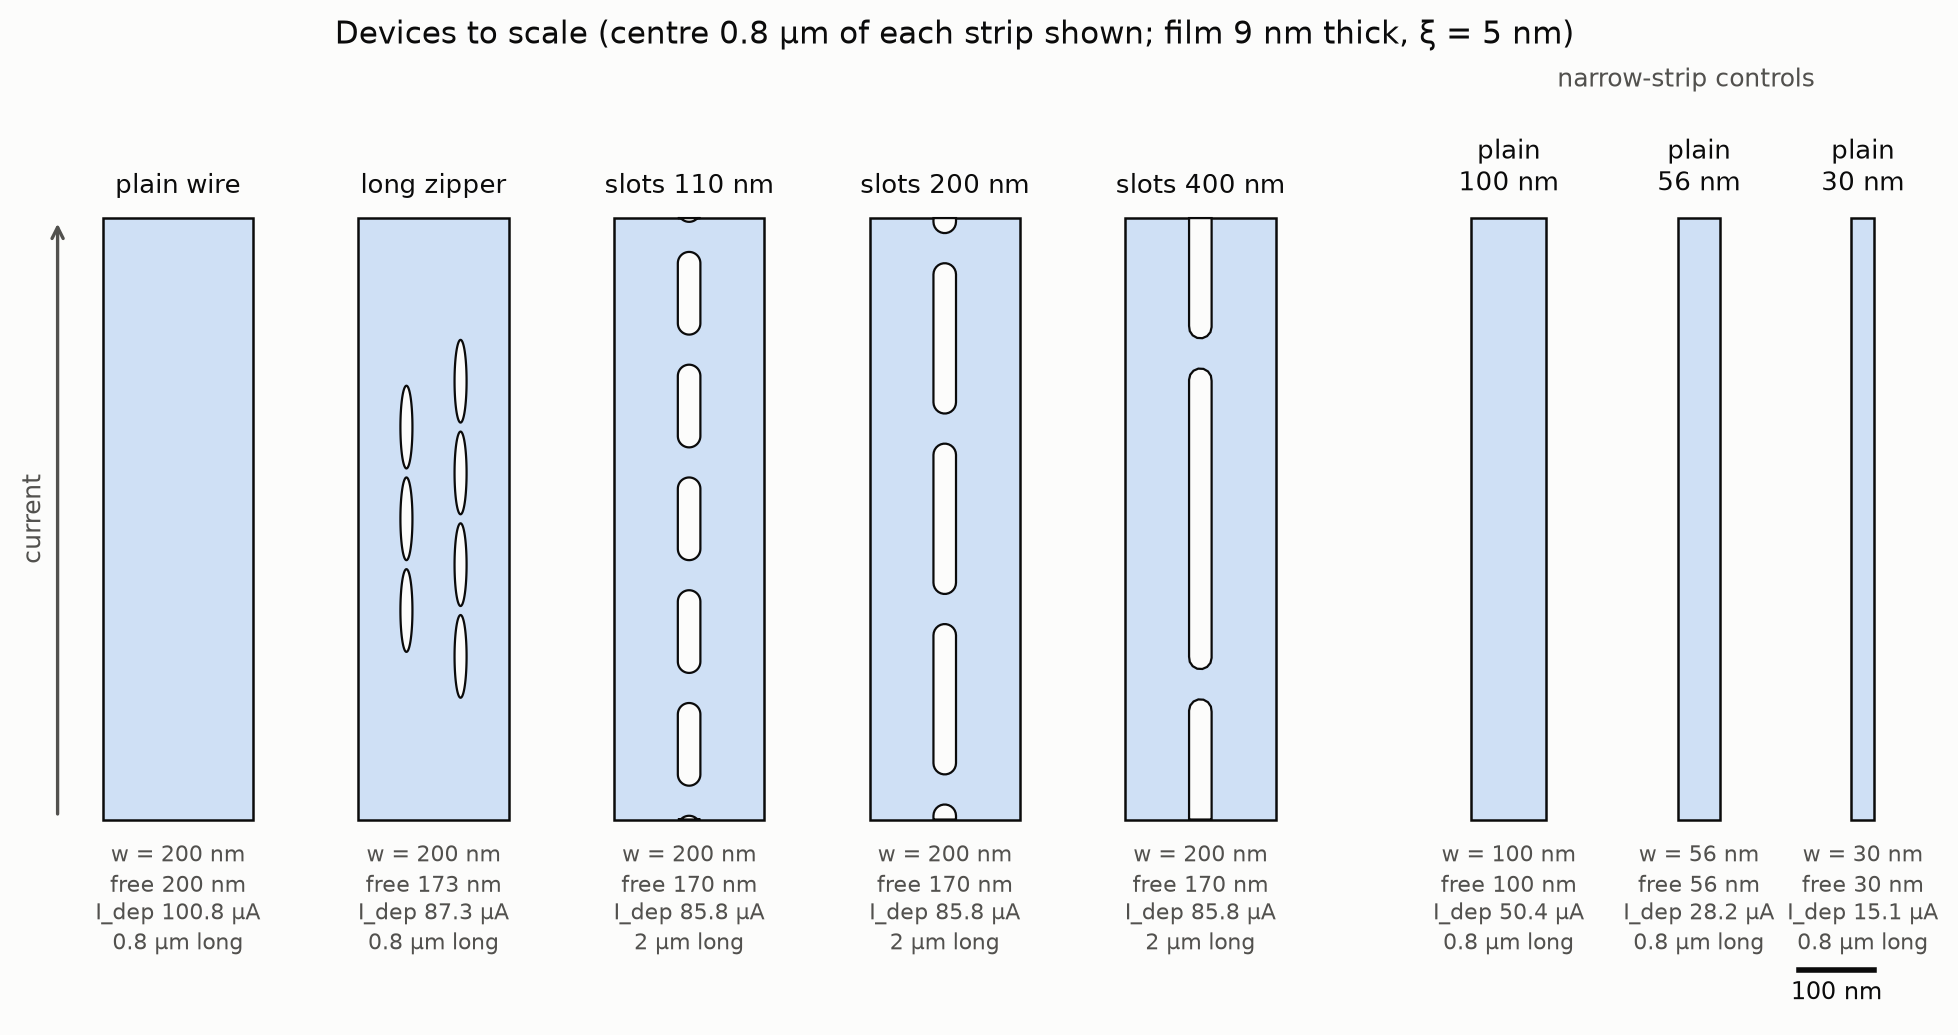 Devices to scale (centre 0.8 µm of each strip shown; film 9 nm thick, ξ = 5 nm)
narrow-strip controls
plain wire
long zipper
slots 110 nm
slots 200 nm
slots 400 nm
plain
100 nm
plain
56 nm
plain
30 nm
current
w = 200 nm
free 200 nm
I_dep 100.8 µA
0.8 µm long
w = 200 nm
free 173 nm
I_dep 87.3 µA
0.8 µm long
w = 200 nm
free 170 nm
I_dep 85.8 µA
2 µm long
w = 200 nm
free 170 nm
I_dep 85.8 µA
2 µm long
w = 200 nm
free 170 nm
I_dep 85.8 µA
2 µm long
w = 100 nm
free 100 nm
I_dep 50.4 µA
0.8 µm long
w = 56 nm
free 56 nm
I_dep 28.2 µA
0.8 µm long
w = 30 nm
free 30 nm
I_dep 15.1 µA
0.8 µm long
100 nm